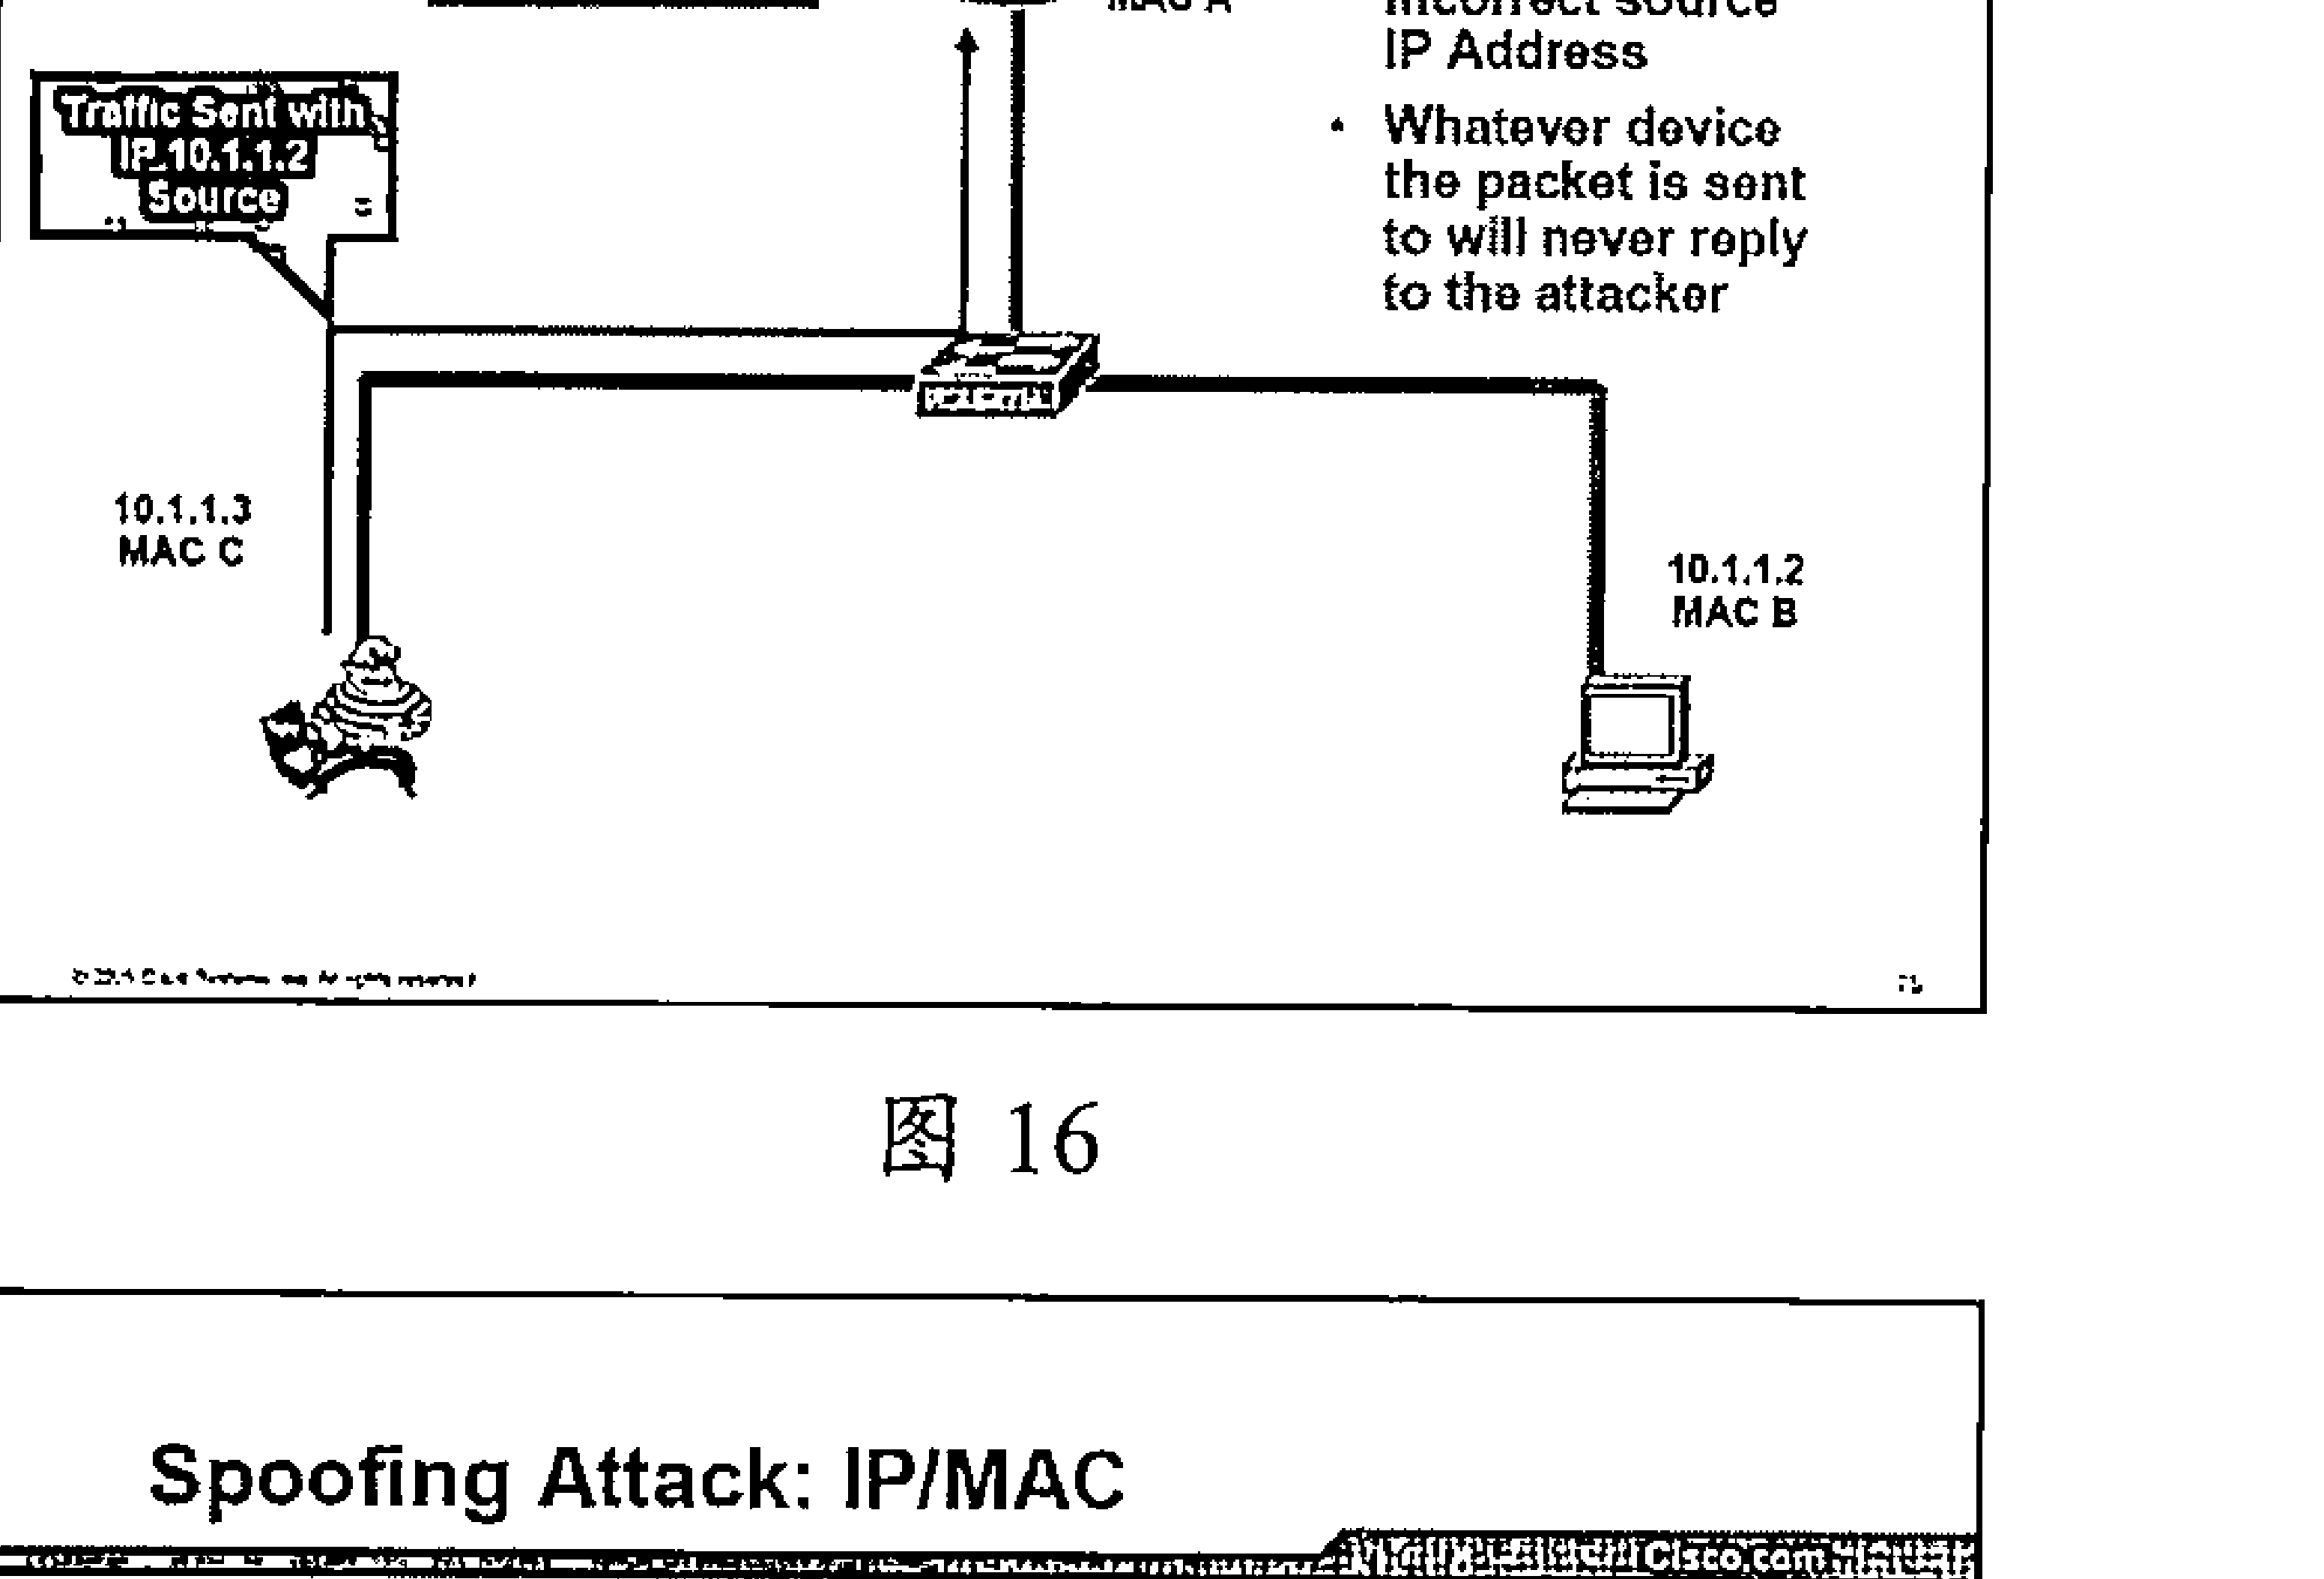 IP Address
• Whatever device
the packet is sent
to will never reply
to the attacker
Traffic Sent with
IP 10.1.1.2
Source
10.1.1.3
MAC C
10.1.1.2
MAC B
图 16
Spoofing Attack: IP/MAC
Cisco.com